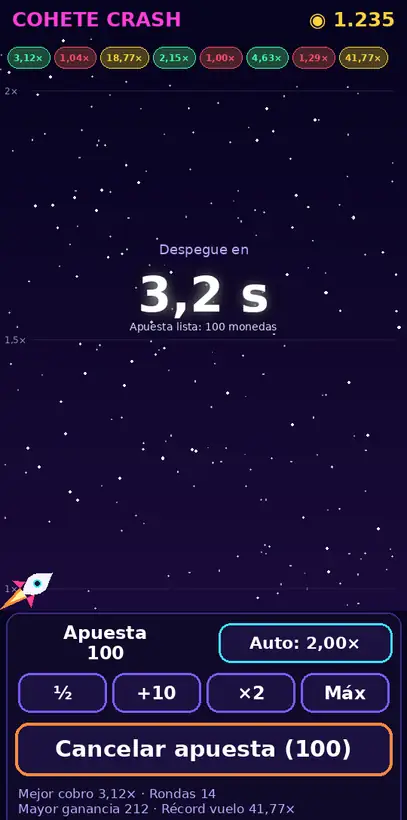 COHETE CRASH
◉ 1.235
3,12× 1,04× 18,77× 2,15× 1,00× 4,63× 1,29× 41,77×
2×
Despegue en
3,2 s
Apuesta lista: 100 monedas
1,5×
1×
Apuesta
100
Auto: 2,00×
½ +10 ×2 Máx
Cancelar apuesta (100)
Mejor cobro 3,12× · Rondas 14
Mayor ganancia 212 · Récord vuelo 41,77×